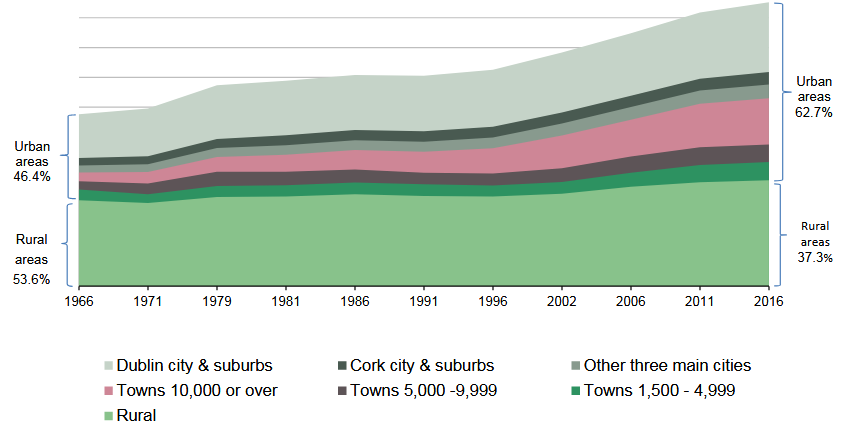 Urban
areas
46.4%
Rural
areas
53.6%
Urban
areas
62.7%
Rural
areas
37.3%
1966 1971 1979 1981 1986 1991 1996 2002 2006 2011 2016
Dublin city & suburbs Cork city & suburbs Other three main cities
Towns 10,000 or over Towns 5,000 -9,999 Towns 1,500 - 4,999
Rural